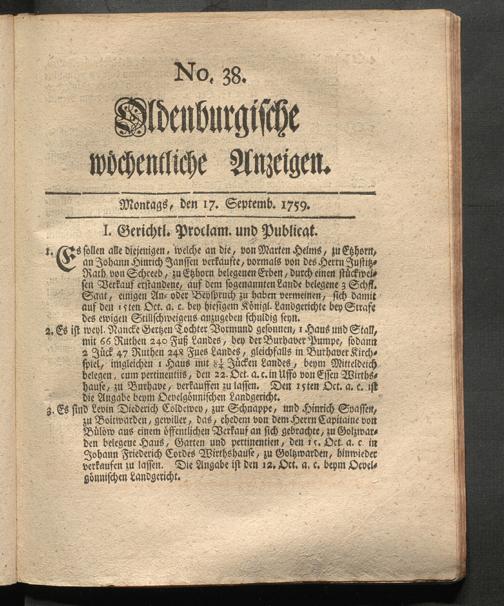 No. 38.
Oldenburgische
wöchentliche Anzeigen.
Montags, den 17. Septemb. 1759.
I. Gerichtl. Proclam. und Publicat.
1. Es sollen alle diejenigen, welche an die, von Marten Helms, zu Etzhorn,
an Johann Hinrich Janssen verkaufte, vormals von des Herrn Justitz-
Rath von Schreeb, zu Etzhorn belegenen Erben, durch einen stückwei-
sen Verkauf erstandene, auf dem sogenannten Lande belegene 3 Schfl.
Saat, einigen An- oder Beyspruch zu haben vermeinen, sich damit
auf den 15ten Oct. a. c. bey hiesigem Königl. Landgerichte bey Strafe
des ewigen Stillschweigens anzugeben schuldig seyn.
2. Es ist weyl. Nancke Gertzen Tochter Vormund gesonnen, 1 Haus und Stall,
mit 66 Ruthen 240 Fuß Landes, bey der Burhaver Pumpe, sodann
2 Jück 47 Ruthen 248 Fues Landes, gleichfalls in Burhaver Kirch-
spiel, imgleichen 1 Haus mit 8¼ Jücken Landes, beym Mitteldeich
belegen, cum pertinentiis, den 22. Oct. a. c. in Uffo von Essen Wirths-
hause, zu Burhave, verkauffen zu lassen. Den 15ten Oct. a. c. ist
die Angabe beym Oevelgönnischen Landgericht.
3. Es sind Levin Diederich Coldewey, zur Schnappe, und Hinrich Spassen,
zu Boitwarden, gewillet, das, ehedem von dem Herrn Capitaine von
Bülow aus einem öffentlichen Verkauf an sich gebrachte, zu Golzwar-
den belegene Haus, Garten und pertinentien, den 15. Oct. a. c. in
Johann Friederich Cordes Wirthshause, zu Golzwarden, hinwieder
verkaufen zu lassen. Die Angabe ist den 12. Oct. a. c. beym Oevel-
gönnischen Landgericht.